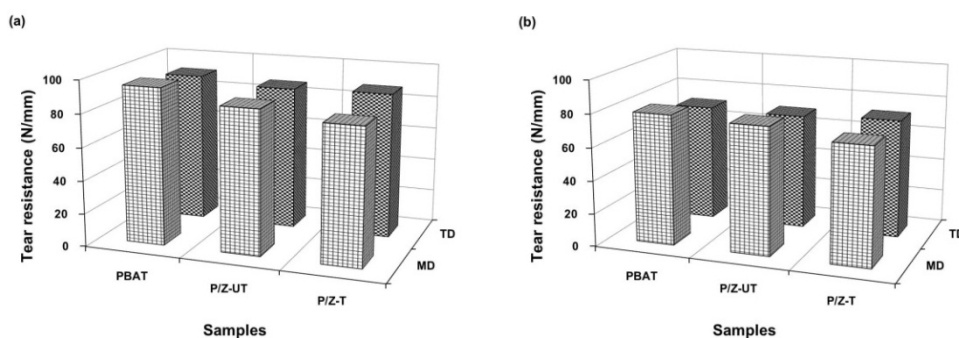 (a)
Tear resistance (N/mm)
100
80
60
40
20
0
PBAT
P/Z-UT
P/Z-T
TD
MD
Samples
(b)
Tear resistance (N/mm)
100
80
60
40
20
0
PBAT
P/Z-UT
P/Z-T
TD
MD
Samples